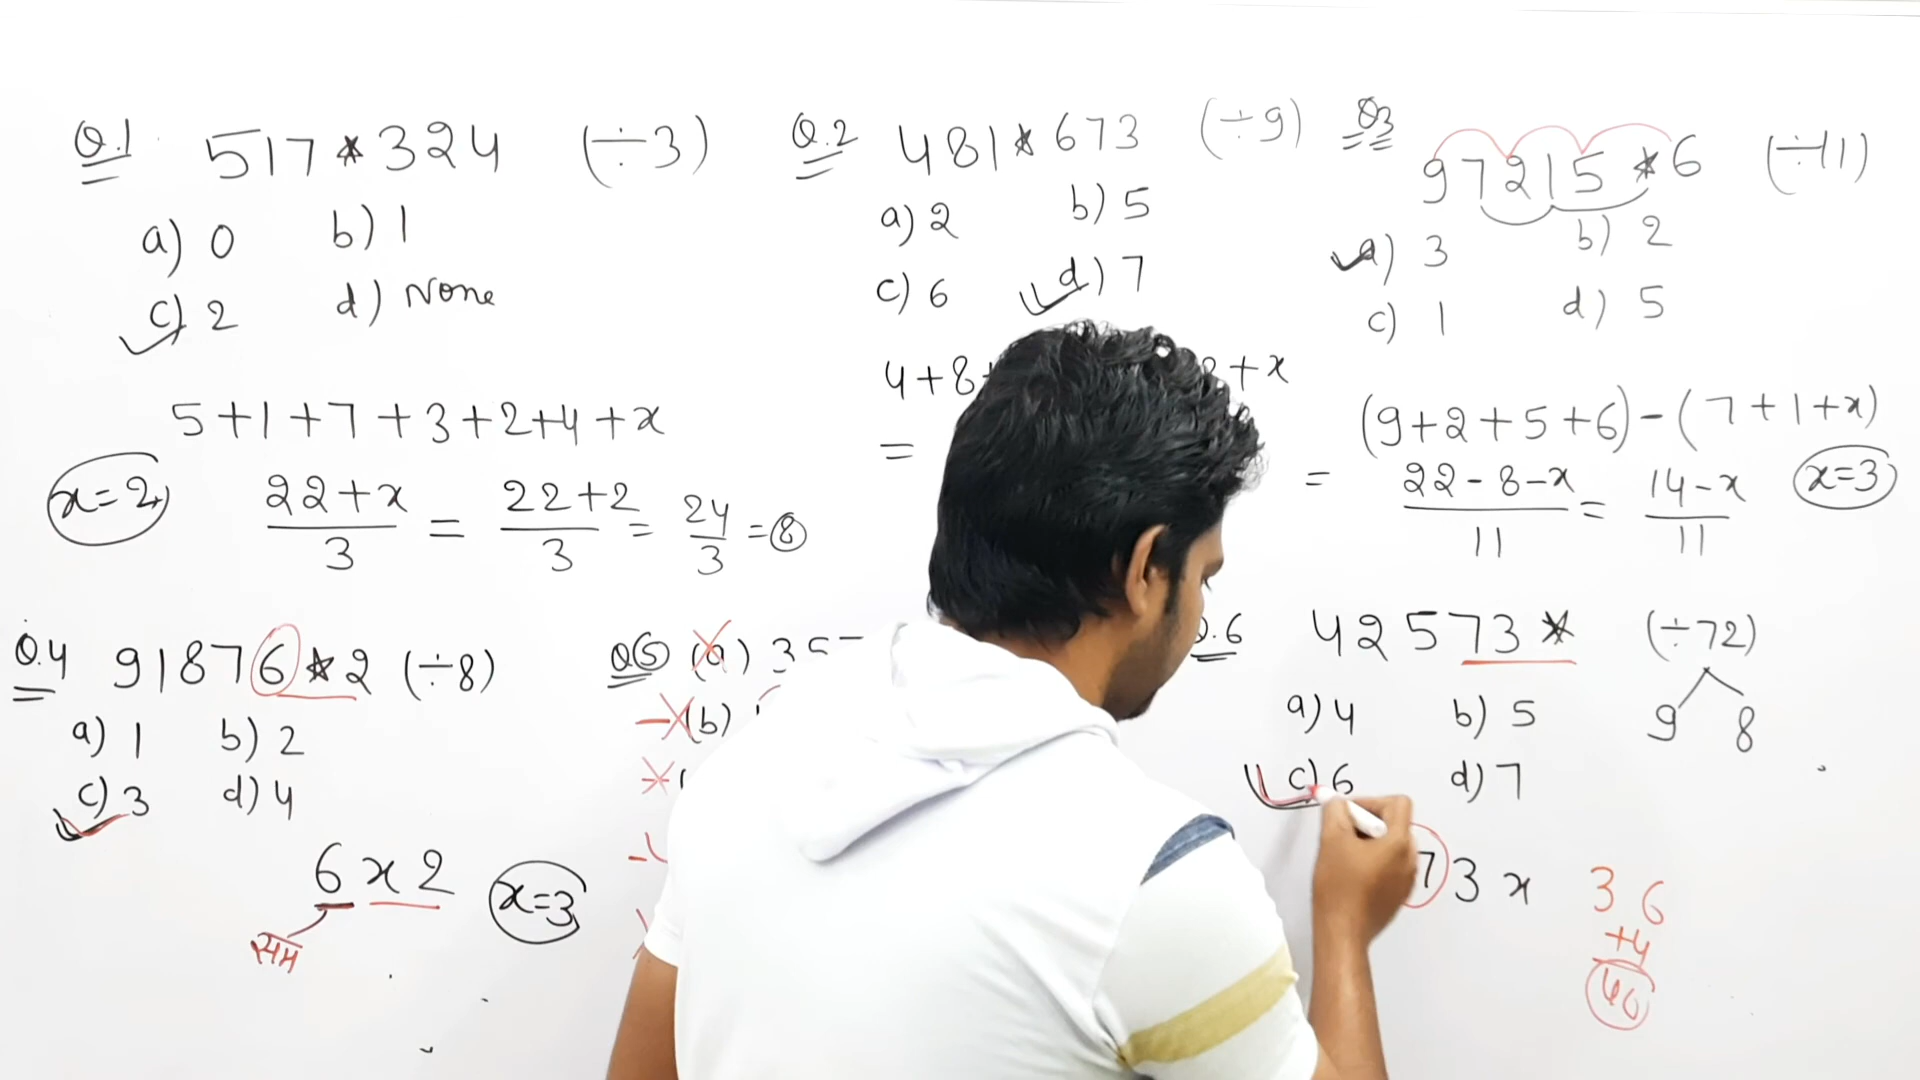 Q.1 517*324 (÷3)
a) 0 b) 1
c) 2 d) None
5+1+7+3+2+4+x
x=2
22+x/3 = 22+2/3 = 24/3 = 8
Q.2 481*673 (÷9)
a) 2 b) 5
c) 6 d) 7
4+8+ +x
=
Q3 97215*6 (÷11)
a) 3 b) 2
c) 1 d) 5
(9+2+5+6)-(7+1+x)
= 22-8-x/11 = 14-x/11 x=3
Q.4 91876*2 (÷8)
a) 1 b) 2
c) 3 d) 4
6x2 x=3
सम
Q5 (a) 35
(b)
Q.6 42573* (÷72)
9 8
a) 4 b) 5
c) 6 d) 7
73x 36
+4
40